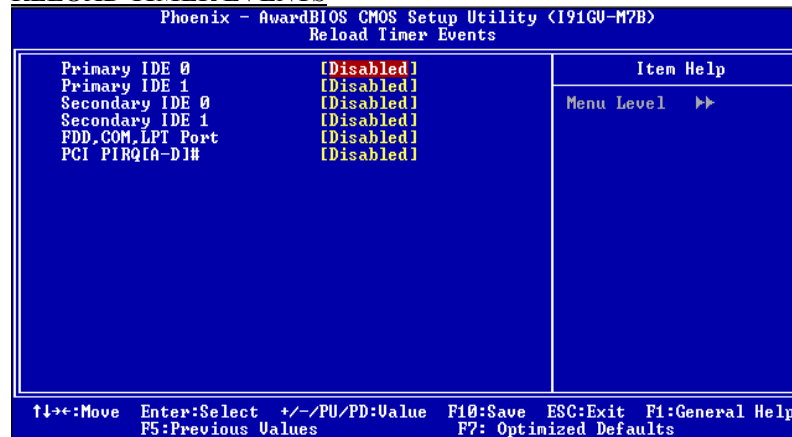 RELOAD TIMER EVENTS
Phoenix - AwardBIOS CMOS Setup Utility (I91GV-M7B)
Reload Timer Events
Primary IDE 0 [Disabled]
Primary IDE 1 [Disabled]
Secondary IDE 0 [Disabled]
Secondary IDE 1 [Disabled]
FDD,COM,LPT Port [Disabled]
PCI PIRQ[A-D]# [Disabled]
Item Help
Menu Level ▶▶
↑↓→←:Move Enter:Select +/-/PU/PD:Value F10:Save ESC:Exit F1:General Help
F5:Previous Values F7: Optimized Defaults